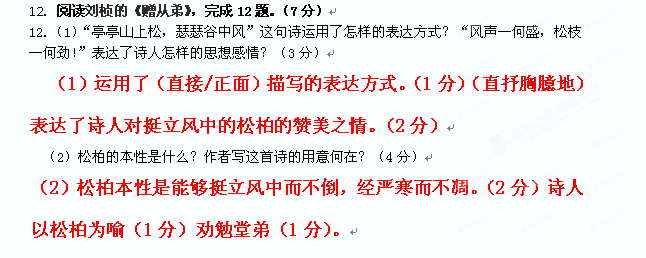 12. 阅读刘桢的《赠从弟》，完成12题。（7分）
12. （1）“亭亭山上松，瑟瑟谷中风”这句诗运用了怎样的表达方式？“风声一何盛，松枝
一何劲！”表达了诗人怎样的思想感情？（3分）
（1）运用了（直接/正面）描写的表达方式。（1分）（直抒胸臆地）
表达了诗人对挺立风中的松柏的赞美之情。（2分）
（2）松柏的本性是什么？作者写这首诗的用意何在？（4分）
（2）松柏本性是能够挺立风中而不倒，经严寒而不凋。（2分）诗人
以松柏为喻（1分）劝勉堂弟（1分）。